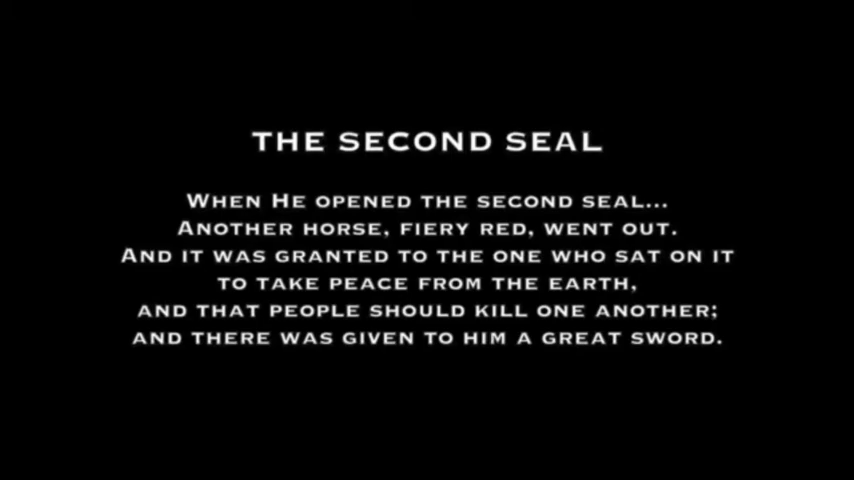 THE SECOND SEAL
WHEN HE OPENED THE SECOND SEAL...
ANOTHER HORSE, FIERY RED, WENT OUT.
AND IT WAS GRANTED TO THE ONE WHO SAT ON IT
TO TAKE PEACE FROM THE EARTH,
AND THAT PEOPLE SHOULD KILL ONE ANOTHER;
AND THERE WAS GIVEN TO HIM A GREAT SWORD.